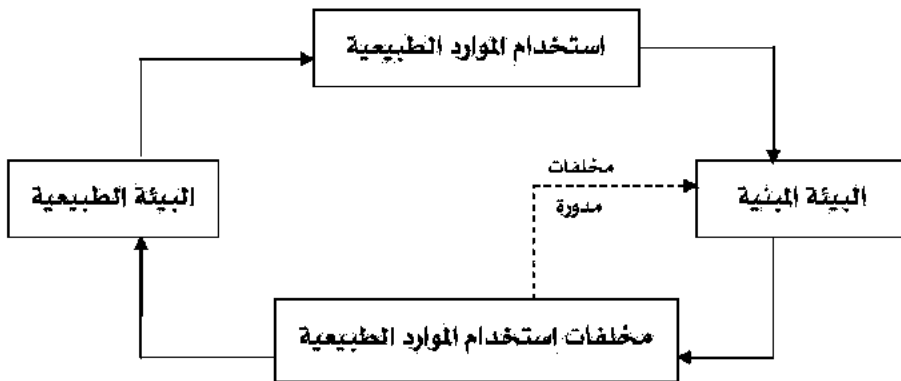 استخدام الموارد الطبيعية
البيئة المبنية
البيئة الطبيعية
مخلفات
مدورة
مخلفات استخدام الموارد الطبيعية